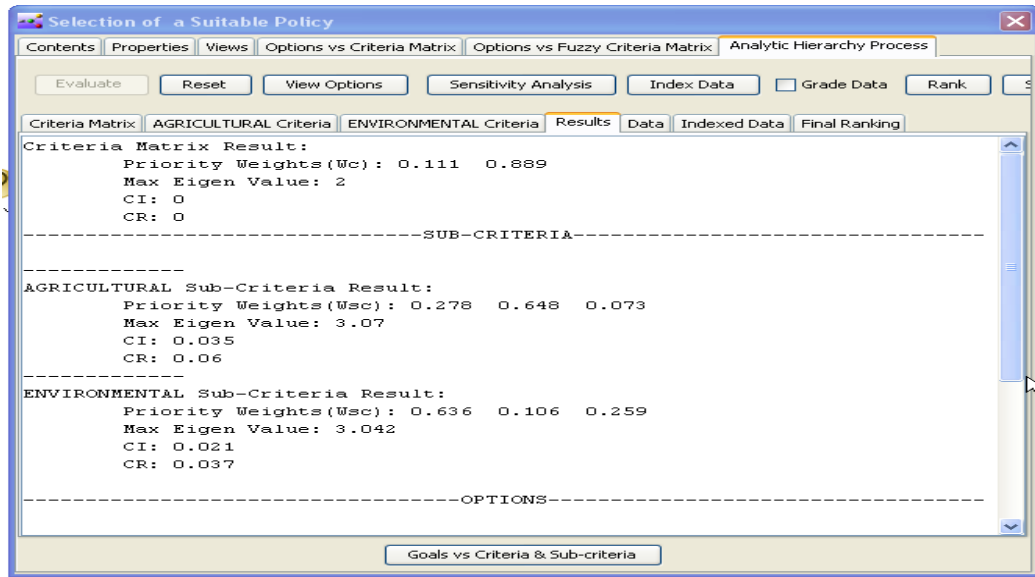 Selection of a Suitable Policy
Contents Properties Views Options vs Criteria Matrix Options vs Fuzzy Criteria Matrix Analytic Hierarchy Process
Evaluate Reset View Options Sensitivity Analysis Index Data Grade Data Rank
Criteria Matrix AGRICULTURAL Criteria ENVIRONMENTAL Criteria Results Data Indexed Data Final Ranking
Criteria Matrix Result:
Priority Weights(Wc): 0.111 0.889
Max Eigen Value: 2
CI: 0
CR: 0
---------------------------------SUB-CRITERIA----------------------------------
-------------
AGRICULTURAL Sub-Criteria Result:
Priority Weights(Wsc): 0.278 0.648 0.073
Max Eigen Value: 3.07
CI: 0.035
CR: 0.06
-------------
ENVIRONMENTAL Sub-Criteria Result:
Priority Weights(Wsc): 0.636 0.106 0.259
Max Eigen Value: 3.042
CI: 0.021
CR: 0.037
------------------------------------OPTIONS------------------------------------
Goals vs Criteria & Sub-criteria